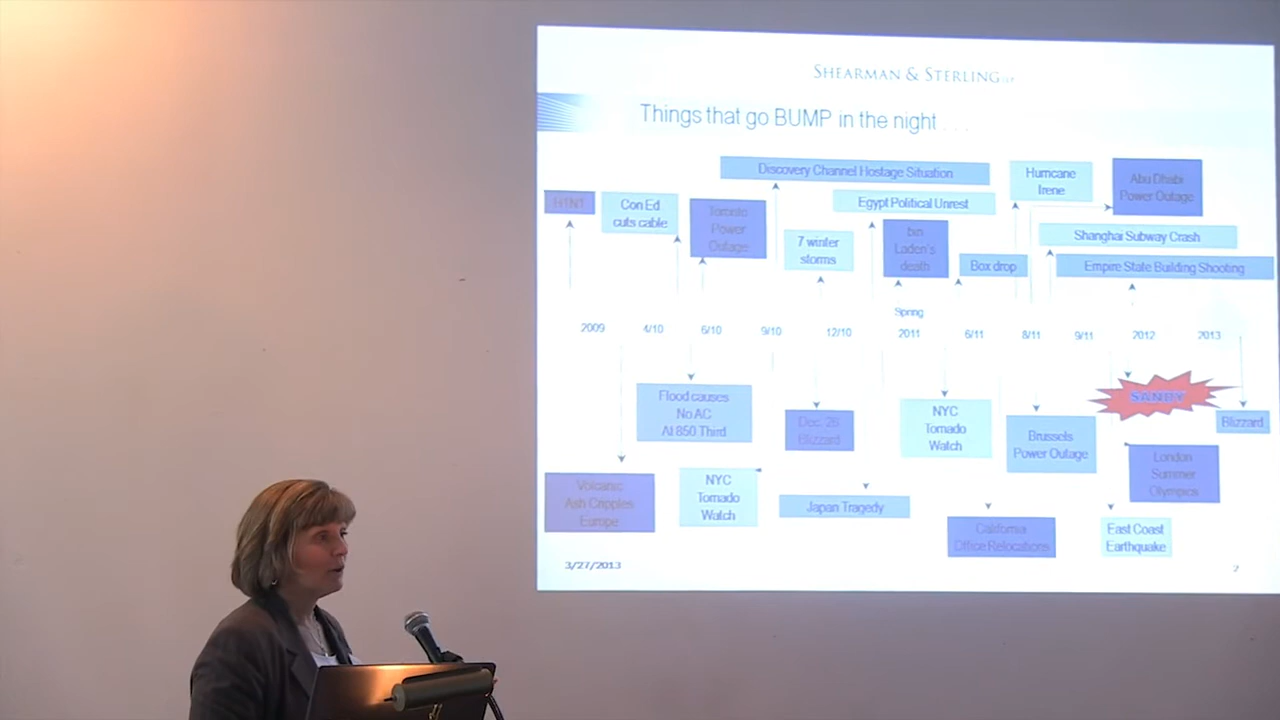 SHEARMAN & STERLING LLP
Things that go BUMP in the night . . .
Discovery Channel Hostage Situation
Hurricane
Irene
Abu Dhabi
Power Outage
H1N1
Con Ed
cuts cable
Toronto
Power
Outage
Egypt Political Unrest
7 winter
storms
bin
Laden's
death
Box drop
Shanghai Subway Crash
Empire State Building Shooting
Spring
2009
4/10
6/10
9/10
12/10
2011
6/11
8/11
9/11
2012
2013
Flood causes
No AC
At 850 Third
Dec. 26
Blizzard
NYC
Tornado
Watch
Brussels
Power Outage
SANDY
Blizzard
Volcanic
Ash Cripples
Europe
NYC
Tornado
Watch
Japan Tragedy
California
Office Relocations
London
Summer
Olympics
East Coast
Earthquake
3/27/2013
2